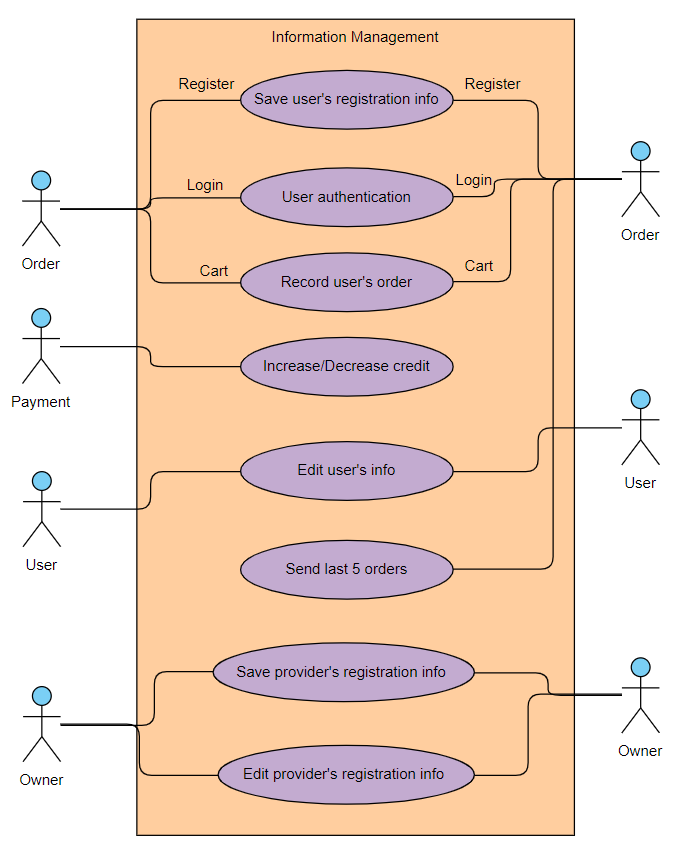 Information Management
Register
Save user's registration info
Register
Login
User authentication
Login
Order
Order
Cart
Record user's order
Cart
Payment
Increase/Decrease credit
User
Edit user's info
User
Send last 5 orders
Save provider's registration info
Owner
Owner
Edit provider's registration info